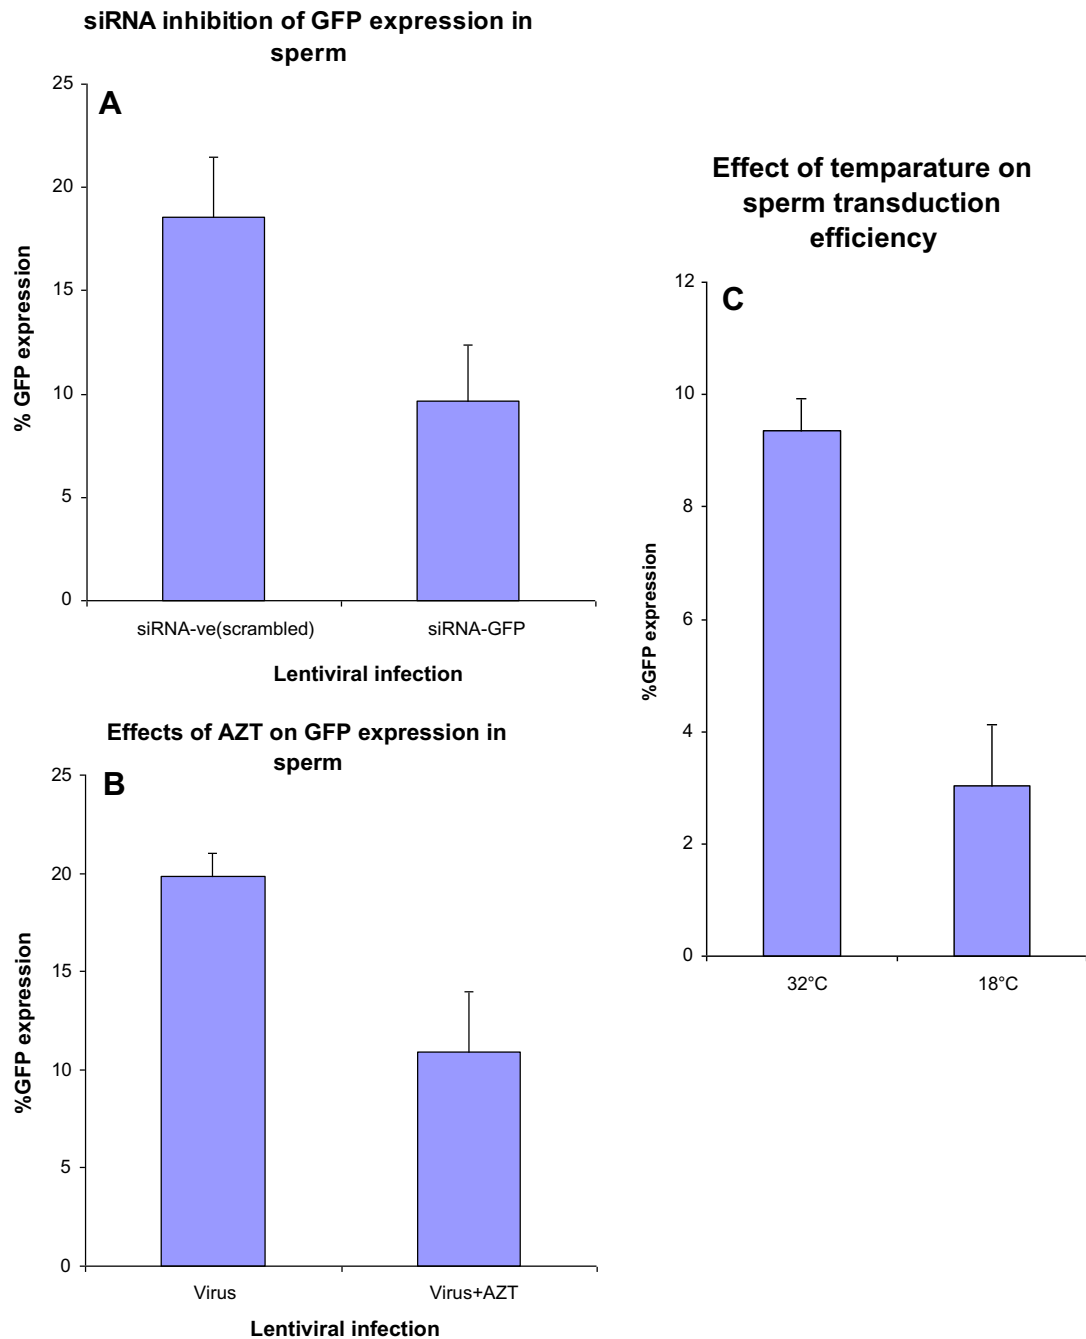 siRNA inhibition of GFP expression in
sperm
A
25
20
15
10
5
0
% GFP expression
siRNA-ve(scrambled)
siRNA-GFP
Lentiviral infection
Effects of AZT on GFP expression in
sperm
B
25
20
15
10
5
0
%GFP expression
Virus
Virus+AZT
Lentiviral infection
Effect of temparature on
sperm transduction
efficiency
C
12
10
8
6
4
2
0
%GFP expression
32°C
18°C